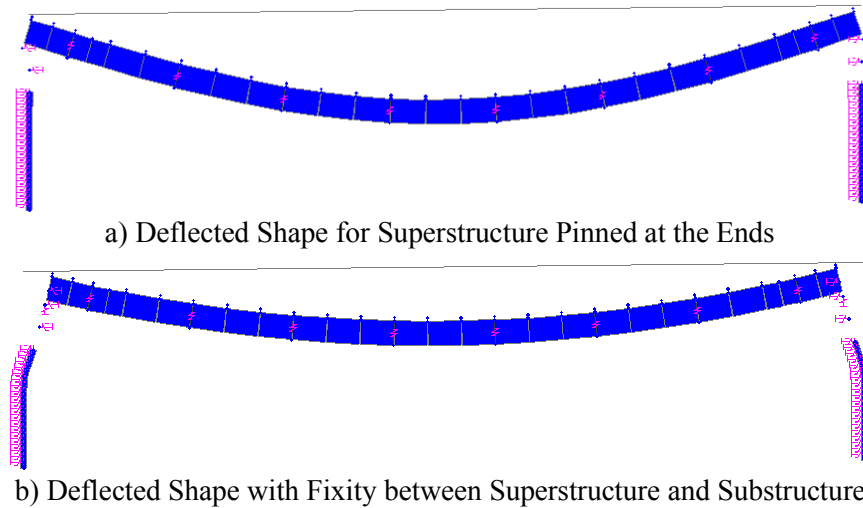 a) Deflected Shape for Superstructure Pinned at the Ends
b) Deflected Shape with Fixity between Superstructure and Substructure